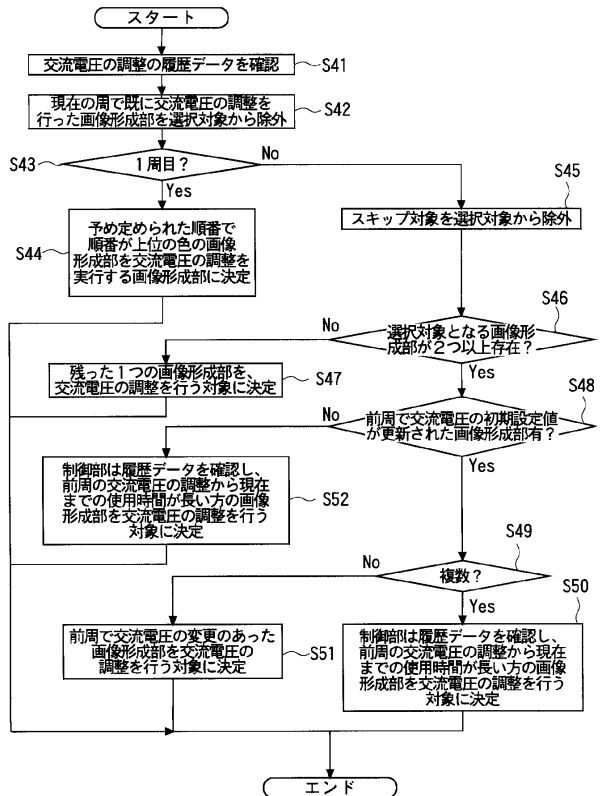 スタート
交流電圧の調整の履歴データを確認
S41
現在の周で既に交流電圧の調整を
行った画像形成部を選択対象から除外
S42
S43
1周目?
No
Yes
S44
予め定められた順番で
順番が上位の色の画像
形成部を交流電圧の調整を
実行する画像形成部に決定
S45
スキップ対象を選択対象から除外
S46
選択対象となる画像形
成部が2つ以上存在?
No
Yes
残った1つの画像形成部を、
交流電圧の調整を行う対象に決定
S47
S48
前周で交流電圧の初期設定値
が更新された画像形成部有?
No
Yes
制御部は履歴データを確認し、
前周の交流電圧の調整から現在
までの使用時間が長い方の画像
形成部を交流電圧の調整を行う
対象に決定
S52
S49
複数?
No
Yes
S50
前周で交流電圧の変更のあった
画像形成部を交流電圧の
調整を行う対象に決定
S51
制御部は履歴データを確認し、
前周の交流電圧の調整から現在
までの使用時間が長い方の画像
形成部を交流電圧の調整を行う
対象に決定
エンド